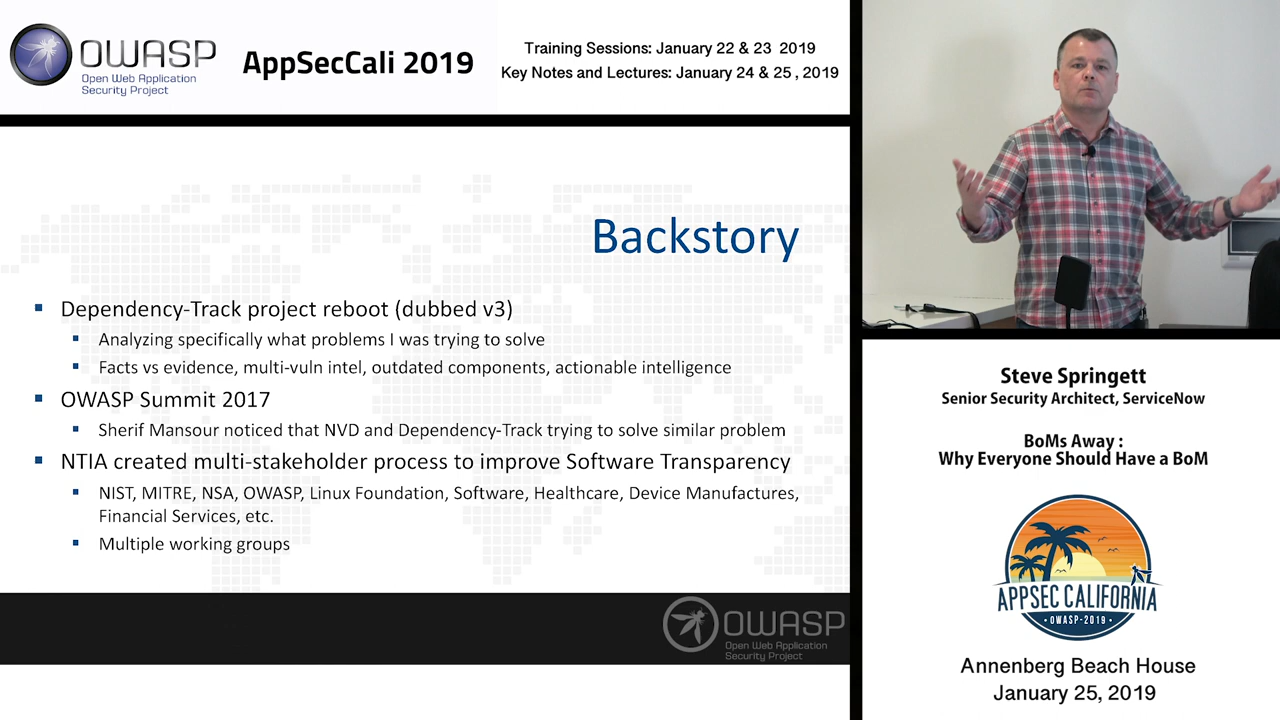 OWASP
Open Web Application
Security Project
AppSecCali 2019
Training Sessions: January 22 & 23 2019
Key Notes and Lectures: January 24 & 25 , 2019
Backstory
Dependency-Track project reboot (dubbed v3)
Analyzing specifically what problems I was trying to solve
Facts vs evidence, multi-vuln intel, outdated components, actionable intelligence
OWASP Summit 2017
Sherif Mansour noticed that NVD and Dependency-Track trying to solve similar problem
NTIA created multi-stakeholder process to improve Software Transparency
NIST, MITRE, NSA, OWASP, Linux Foundation, Software, Healthcare, Device Manufactures,
Financial Services, etc.
Multiple working groups
OWASP
Open Web Application
Security Project
Steve Springett
Senior Security Architect, ServiceNow
BoMs Away :
Why Everyone Should Have a BoM
APPSEC CALIFORNIA
• OWASP-2019 •
Annenberg Beach House
January 25, 2019